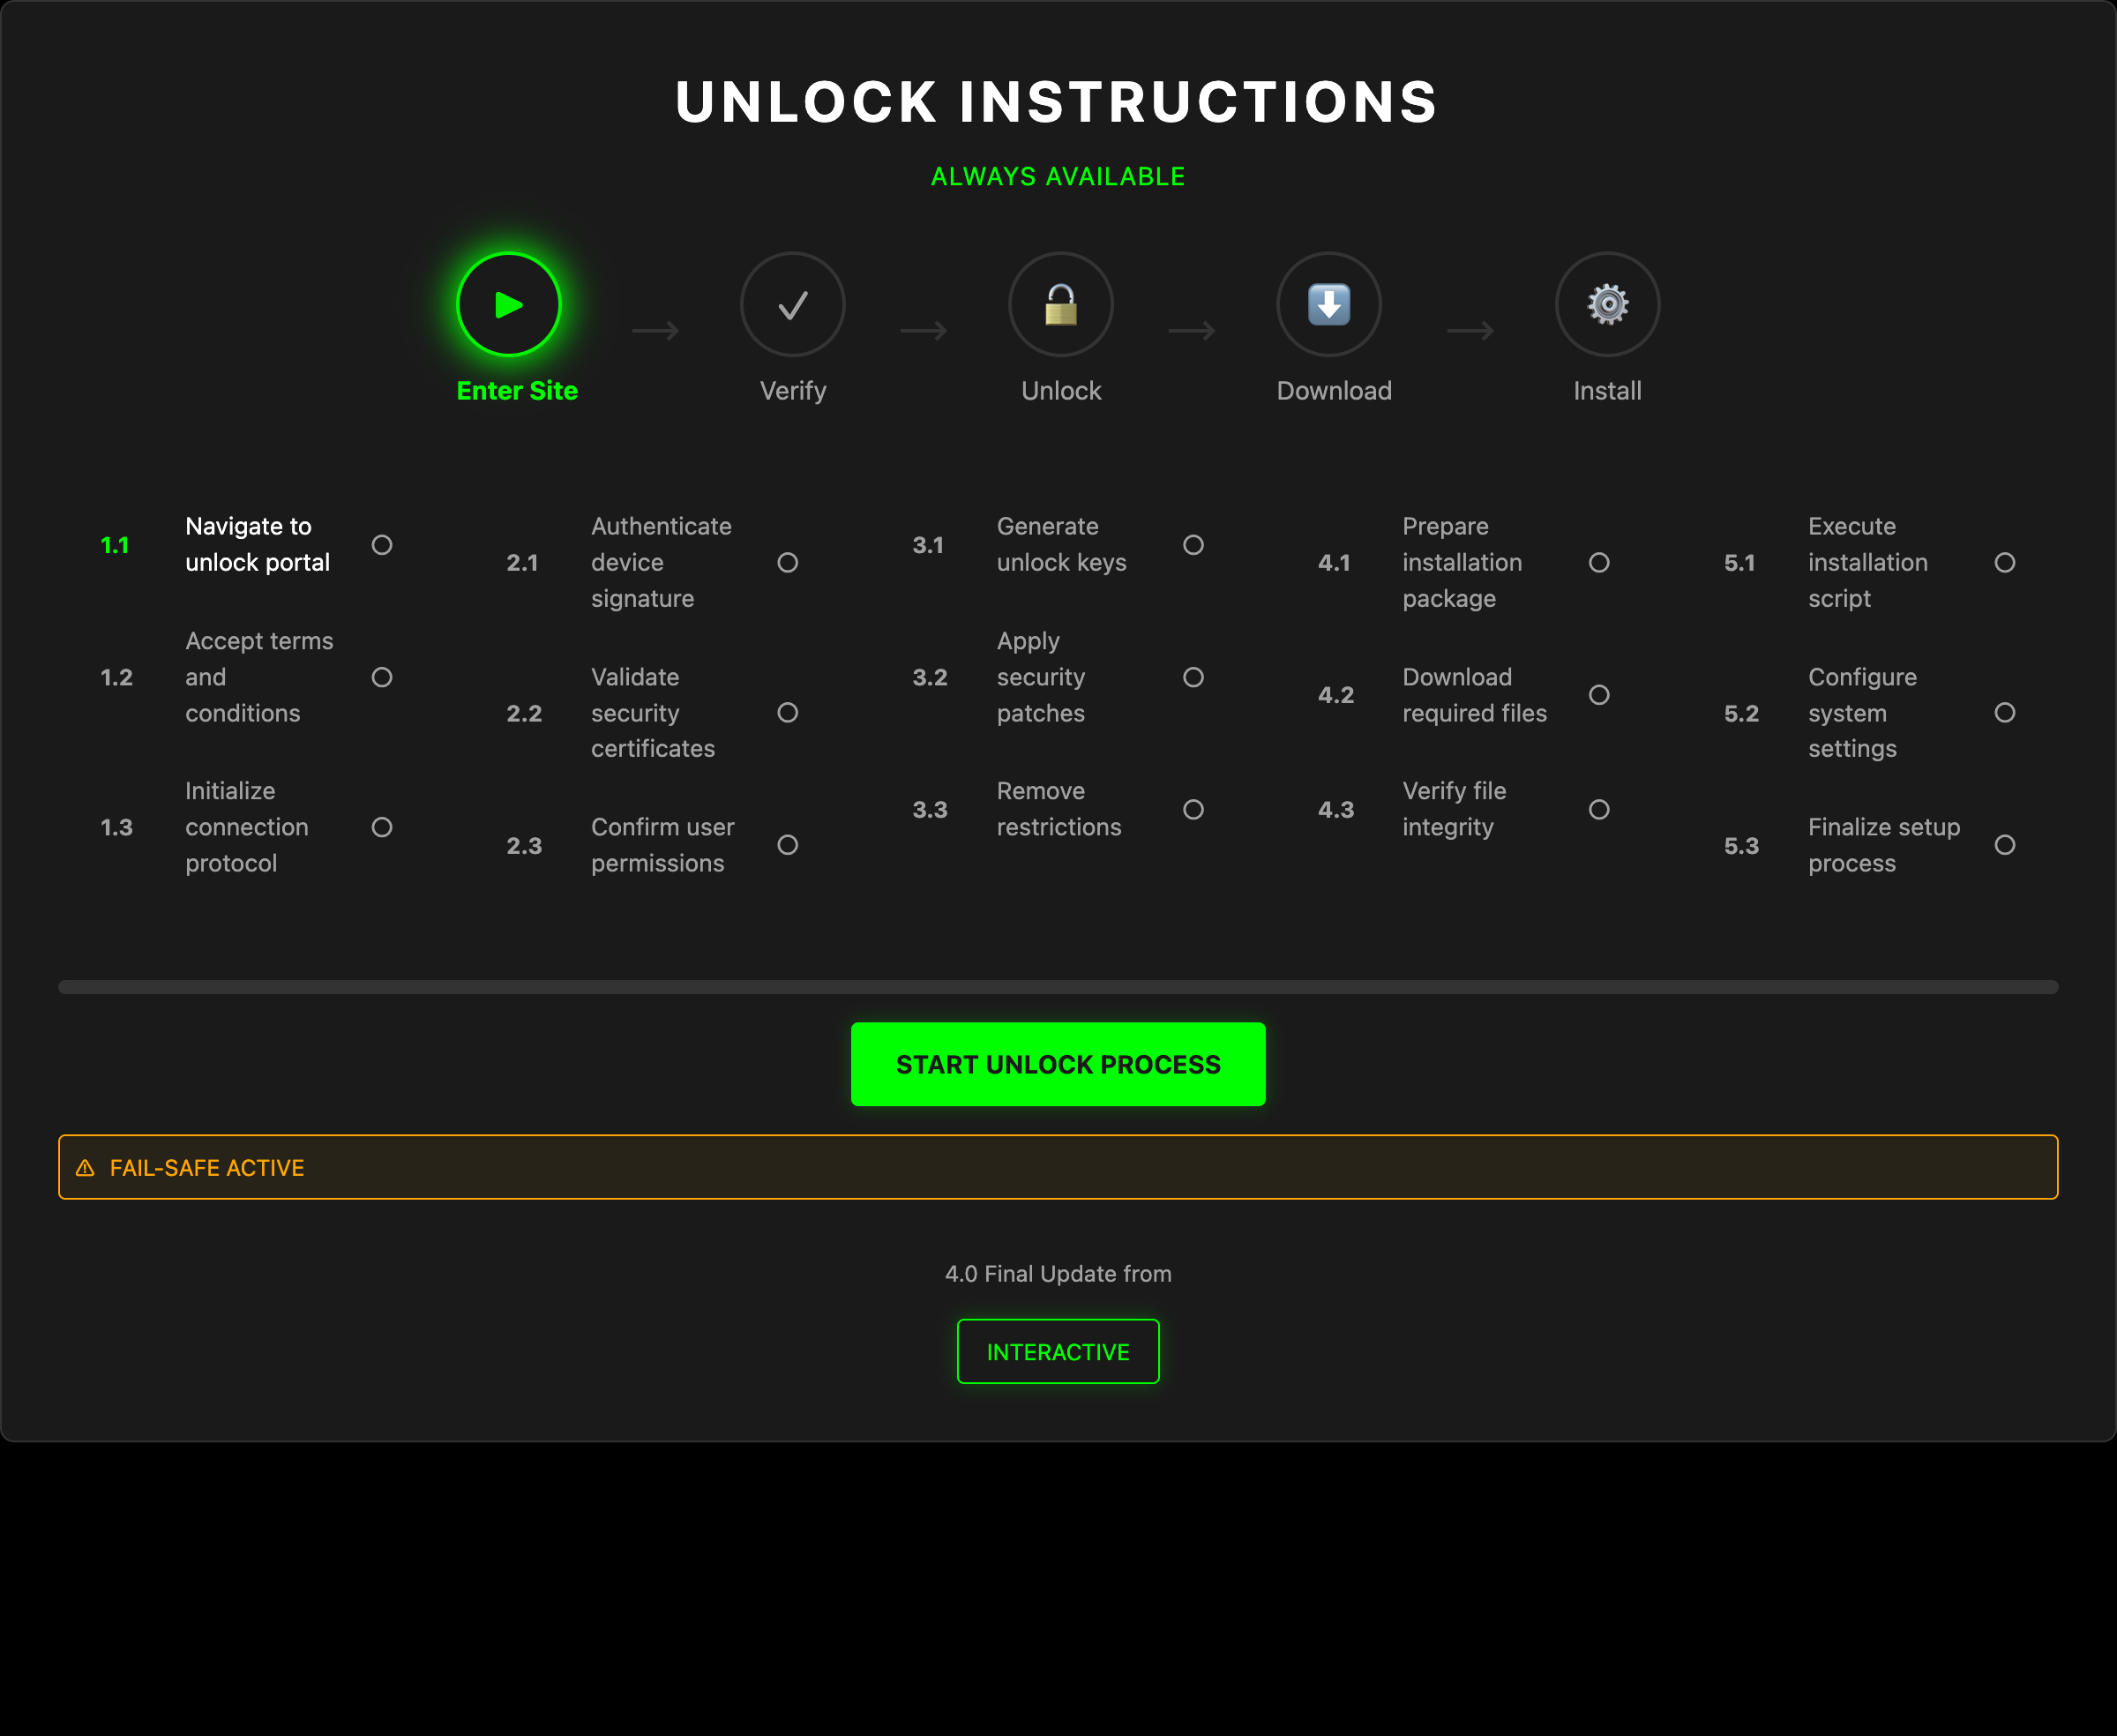 UNLOCK INSTRUCTIONS
ALWAYS AVAILABLE
Enter Site
Verify
Unlock
Download
Install
1.1
Navigate to
unlock portal
1.2
Accept terms
and
conditions
1.3
Initialize
connection
protocol
2.1
Authenticate
device
signature
2.2
Validate
security
certificates
2.3
Confirm user
permissions
3.1
Generate
unlock keys
3.2
Apply
security
patches
3.3
Remove
restrictions
4.1
Prepare
installation
package
4.2
Download
required files
4.3
Verify file
integrity
5.1
Execute
installation
script
5.2
Configure
system
settings
5.3
Finalize setup
process
START UNLOCK PROCESS
FAIL-SAFE ACTIVE
4.0 Final Update from
INTERACTIVE